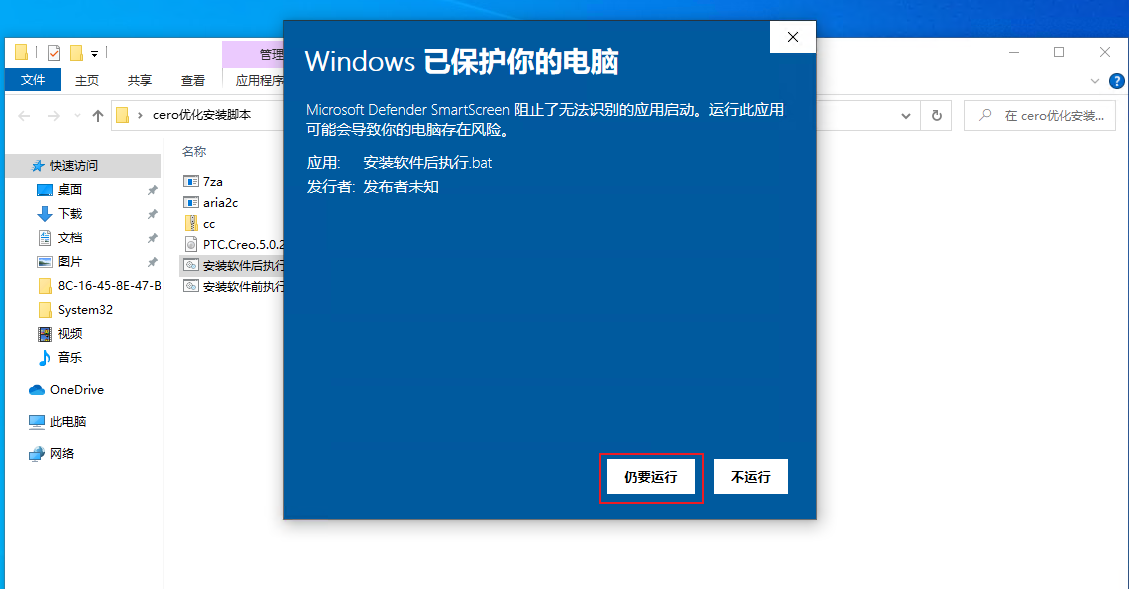 管理
文件
主页
共享
查看
应用程序
cero优化安装脚本
在 cero优化安装...
名称
快速访问
桌面
下载
文档
图片
8C-16-45-8E-47-B
System32
视频
音乐
OneDrive
此电脑
网络
7za
aria2c
cc
PTC.Creo.5.0.2
安装软件后执行
安装软件前执行
Windows 已保护你的电脑
Microsoft Defender SmartScreen 阻止了无法识别的应用启动。运行此应用
可能会导致你的电脑存在风险。
应用: 安装软件后执行.bat
发行者: 发布者未知
仍要运行
不运行